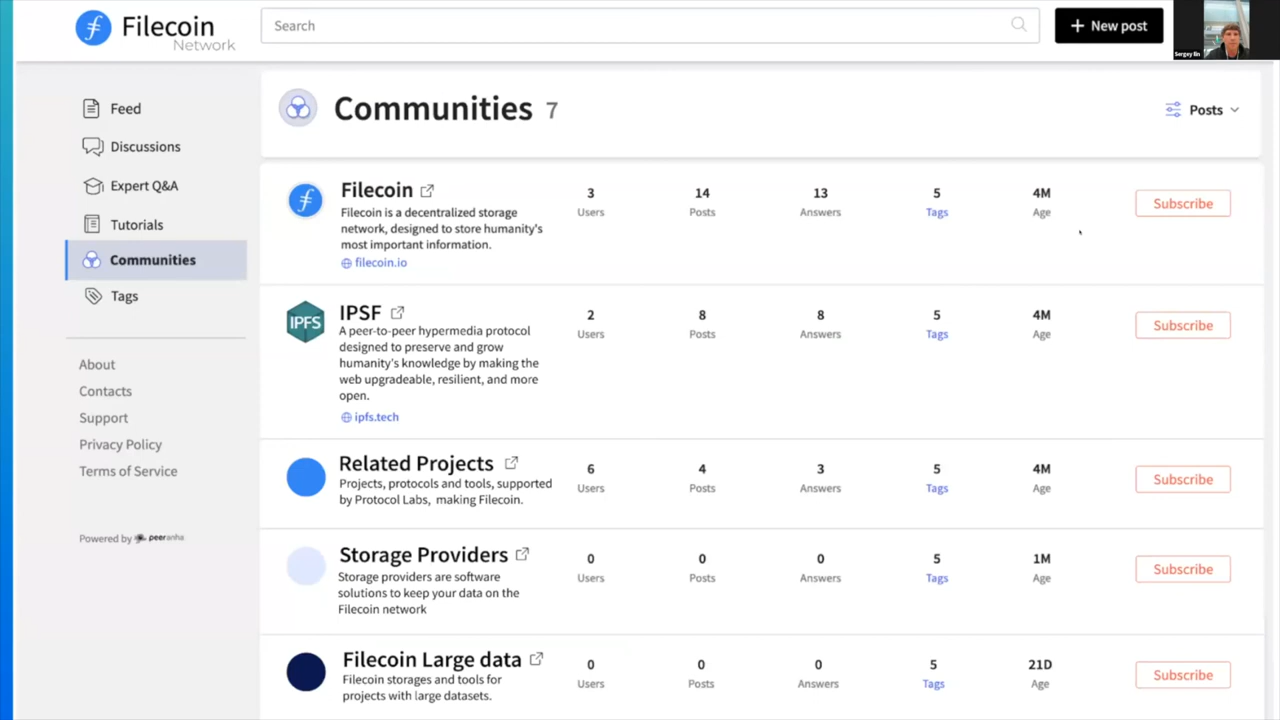 Filecoin
Network
Search
New post
Sergey Ilin
Feed
Discussions
Expert Q&A
Tutorials
Communities
Tags
About
Contacts
Support
Privacy Policy
Terms of Service
Powered by peeranha
Communities 7
Posts
Filecoin
Filecoin is a decentralized storage
network, designed to store humanity's
most important information.
filecoin.io
3 14 13 5 4M
Users Posts Answers Tags Age
Subscribe
IPFS
IPSF
A peer-to-peer hypermedia protocol
designed to preserve and grow
humanity's knowledge by making the
web upgradeable, resilient, and more
open.
ipfs.tech
2 8 8 5 4M
Users Posts Answers Tags Age
Subscribe
Related Projects
Projects, protocols and tools, supported
by Protocol Labs, making Filecoin.
6 4 3 5 4M
Users Posts Answers Tags Age
Subscribe
Storage Providers
Storage providers are software
solutions to keep your data on the
Filecoin network
0 0 0 5 1M
Users Posts Answers Tags Age
Subscribe
Filecoin Large data
Filecoin storages and tools for
projects with large datasets.
0 0 0 5 21D
Users Posts Answers Tags Age
Subscribe